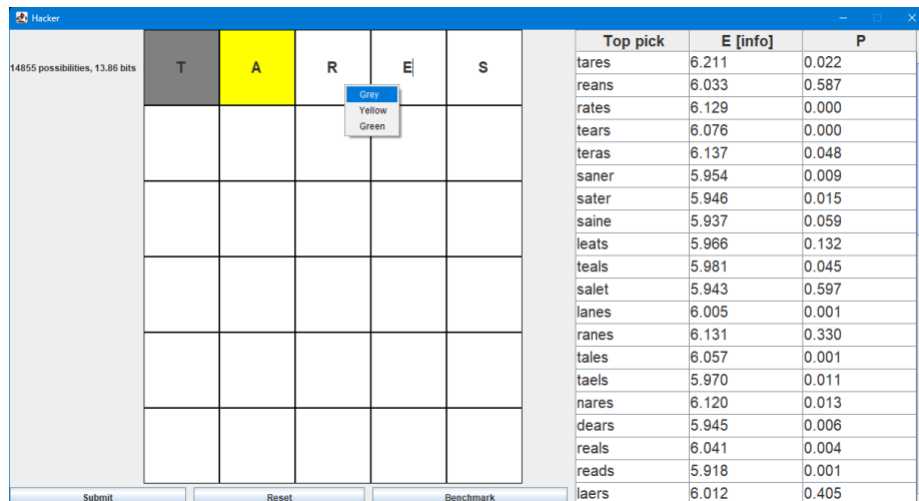 Hacker
14855 possibilities, 13.86 bits
T A R E S
Grey
Yellow
Green
Submit Reset Benchmark
Top pick E [info] P
tares 6.211 0.022
reans 6.033 0.587
rates 6.129 0.000
tears 6.076 0.000
teras 6.137 0.048
saner 5.954 0.009
sater 5.946 0.015
saine 5.937 0.059
leats 5.966 0.132
teals 5.981 0.045
salet 5.943 0.597
lanes 6.005 0.001
ranes 6.131 0.330
tales 6.057 0.001
taels 5.970 0.011
nares 6.120 0.013
dears 5.945 0.006
reals 6.041 0.004
reads 5.918 0.001
laers 6.012 0.405